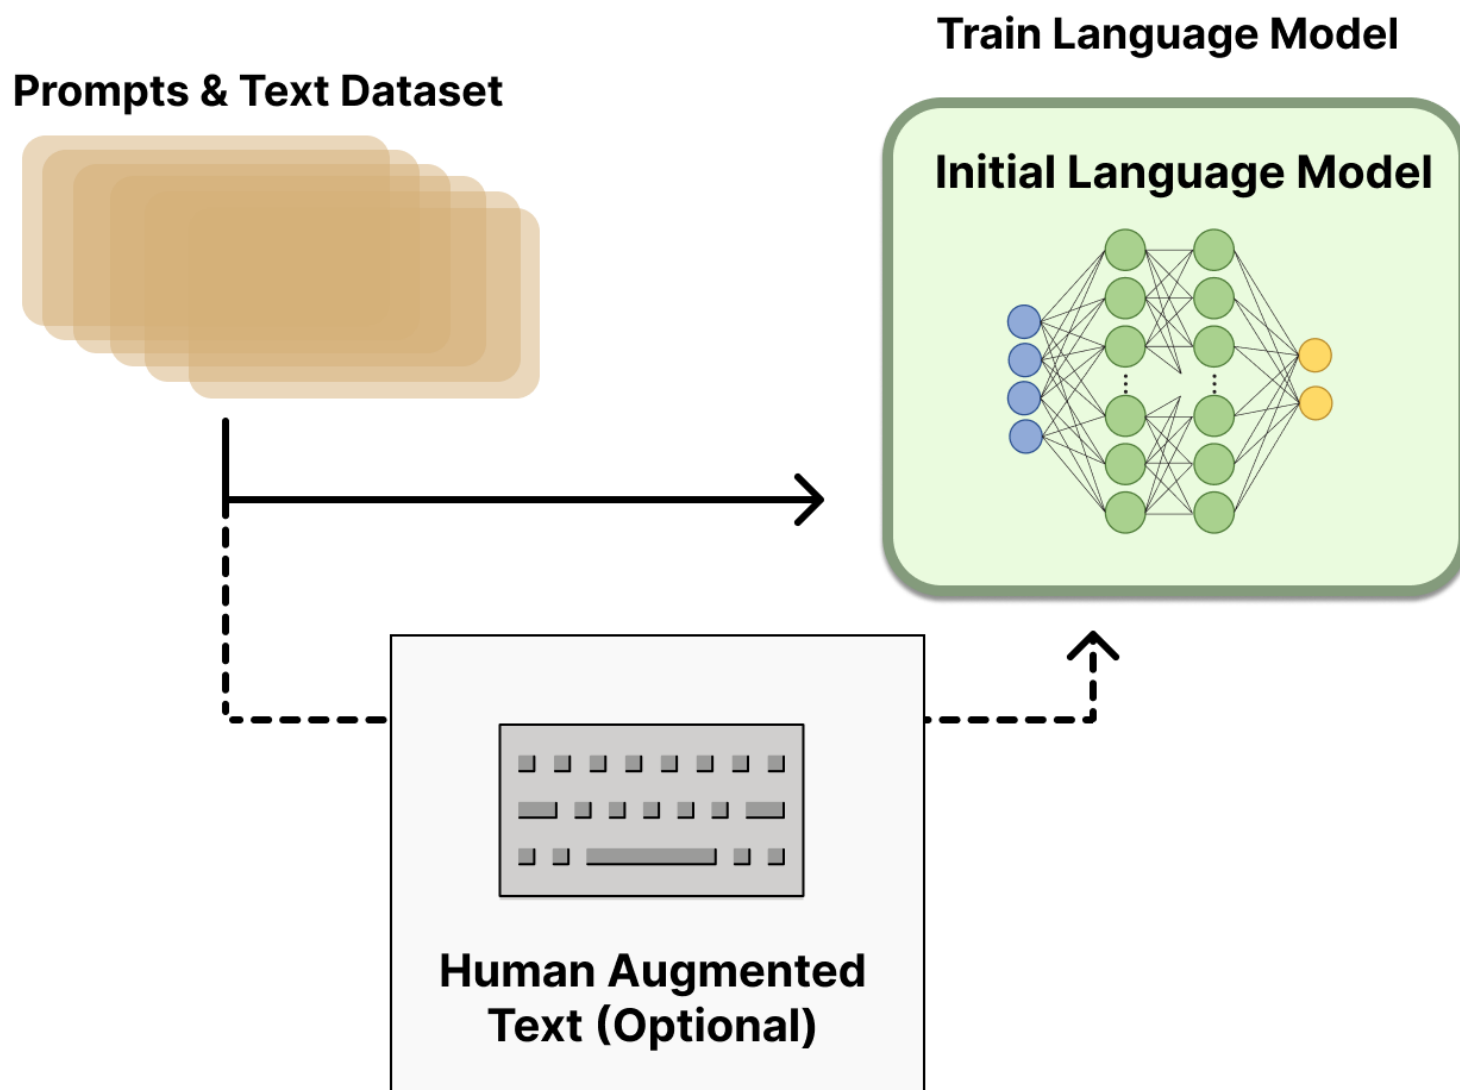 Train Language Model
Prompts & Text Dataset
Initial Language Model
Human Augmented
Text (Optional)